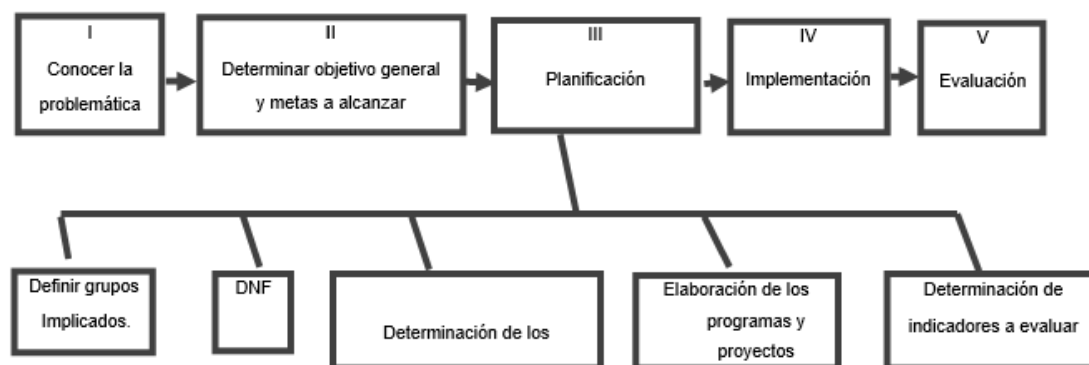 I
Conocer la
problemática
II
Determinar objetivo general
y metas a alcanzar
III
Planificación
IV
Implementación
V
Evaluación
Definir grupos
Implicados.
DNF
Determinación de los
Elaboración de los
programas y
proyectos
Determinación de
indicadores a evaluar